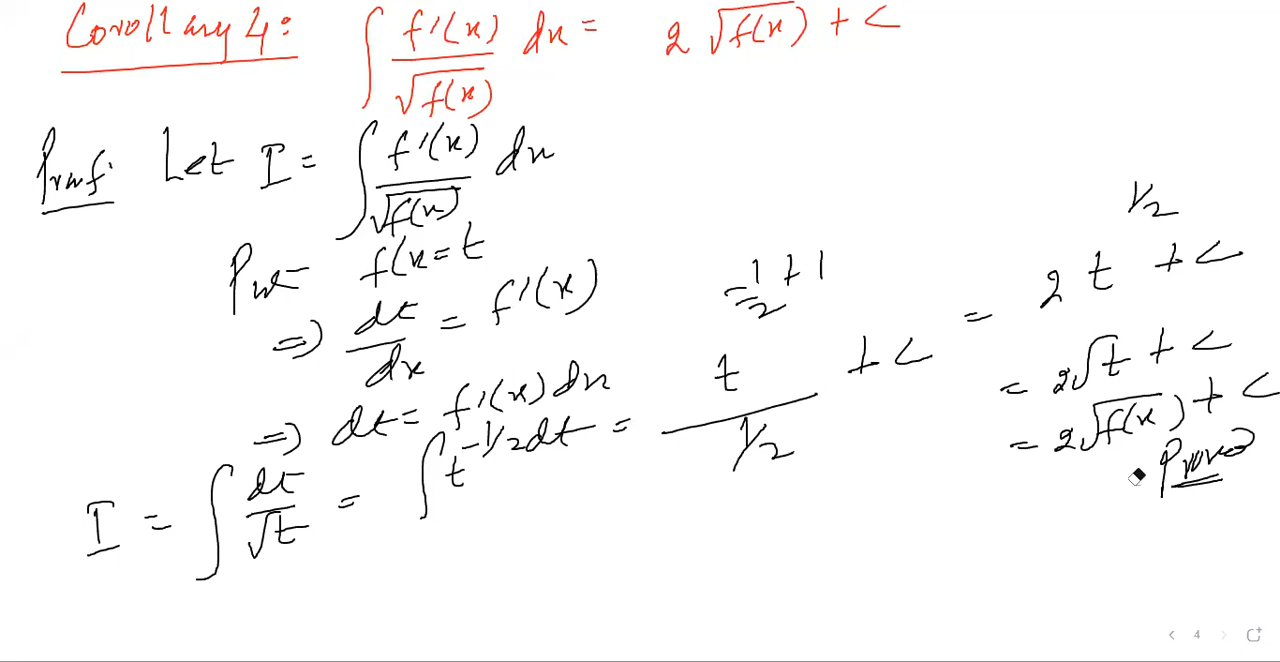 Corollary 4: ∫ f'(x)/√f(x) dx = 2√f(x) + c
Proof: Let I = ∫ f'(x)/√f(x) dx
Put f(x = t
=> dt/dx = f'(x)
=> dt = f'(x) dx
I = ∫ dt/√t = ∫ t^(-1/2) dt = t^(-1/2 + 1)/(1/2) + c = 2 t^(1/2) + c
= 2√t + c
= 2√f(x) + c
Proved
4